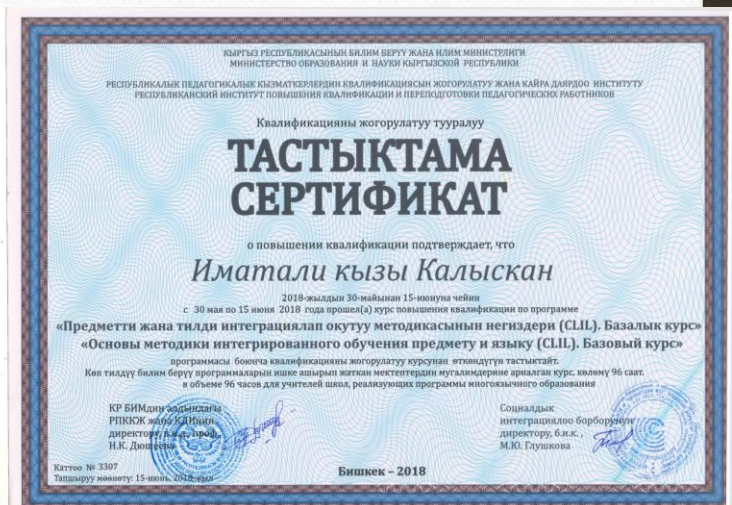 КЫРГЫЗ РЕСПУБЛИКАСЫНЫН БИЛИМ БЕРҮҮ ЖАНА ИЛИМ МИНИСТРЛИГИ
МИНИСТЕРСТВО ОБРАЗОВАНИЯ И НАУКИ КЫРГЫЗСКОЙ РЕСПУБЛИКИ
РЕСПУБЛИКАЛЫК ПЕДАГОГИКАЛЫК КЫЗМАТКЕРЛЕРДИН КВАЛИФИКАЦИЯСЫН ЖОГОРУЛАТУУ ЖАНА КАЙРА ДАЯРДОО ИНСТИТУТУ
РЕСПУБЛИКАНСКИЙ ИНСТИТУТ ПОВЫШЕНИЯ КВАЛИФИКАЦИИ И ПЕРЕПОДГОТОВКИ ПЕДАГОГИЧЕСКИХ РАБОТНИКОВ
Квалификацияны жогорулатуу тууралуу
ТАСТЫКТАМА
СЕРТИФИКАТ
о повышении квалификации подтверждает, что
Иматали кызы Калыскан
2018-жылдын 30-майынан 15-июнуна чейин
с 30 мая по 15 июня 2018 года прошел(а) курс повышения квалификации по программе
«Предметти жана тилди интеграциялап окутуу методикасынын негиздери (CLIL). Базалык курс»
«Основы методики интегрированного обучения предмету и языку (CLIL). Базовый курс»
программасы боюнча квалификацияны жогорулатуу курсунан өткөндүгүн тастыктайт.
Көп тилдүү билим берүү программаларын ишке ашырып жаткан мектептердин мугалимдерине арналган курс, көлөмү 96 саат.
в объеме 96 часов для учителей школ, реализующих программы многоязычного образования
КР БИМдин алдындагы
РПККЖ жана КДИнин
директору, п.и.д., проф.,
Н.К. Дюшеева
Каттоо № 3307
Тапшыруу мөөнөтү: 15-июнь, 2018-жыл
Социалдык
интеграциялоо борборунун
директору, б.и.к. ,
М.Ю. Глушкова
Бишкек – 2018